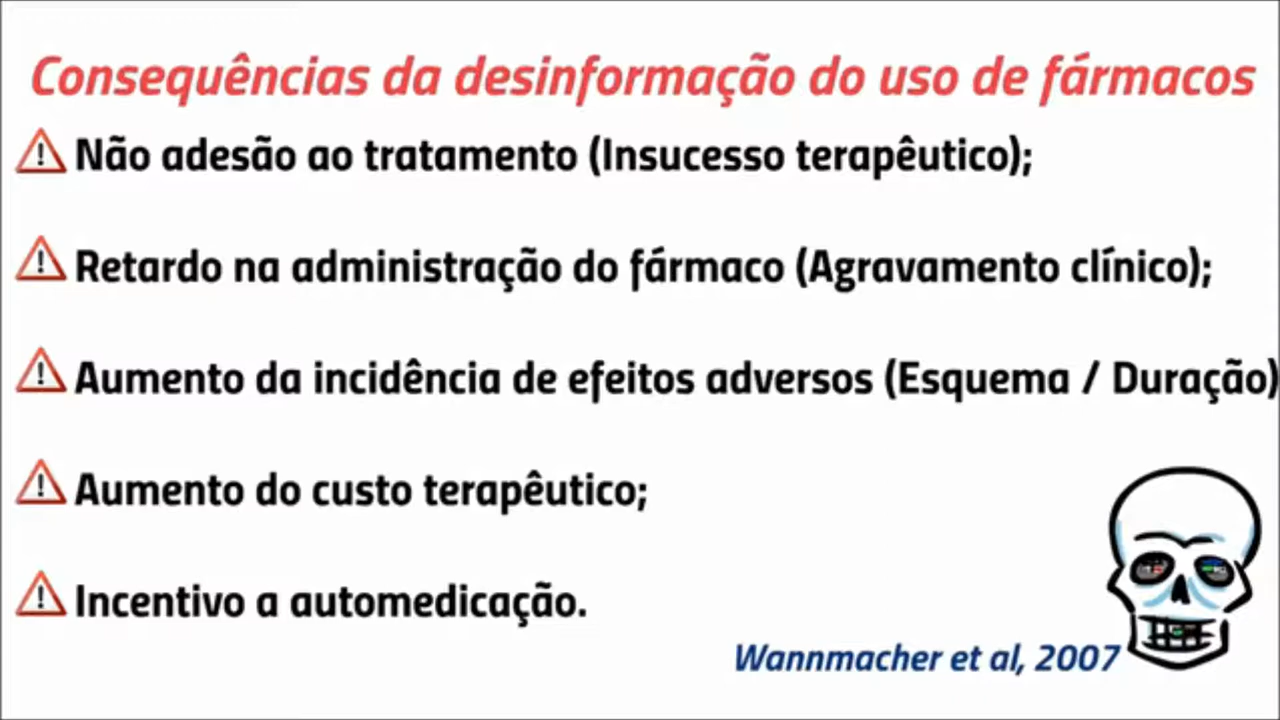 Consequências da desinformação do uso de fármacos
Não adesão ao tratamento (Insucesso terapêutico);
Retardo na administração do fármaco (Agravamento clínico);
Aumento da incidência de efeitos adversos (Esquema / Duração)
Aumento do custo terapêutico;
Incentivo a automedicação.
Wannmacher et al, 2007